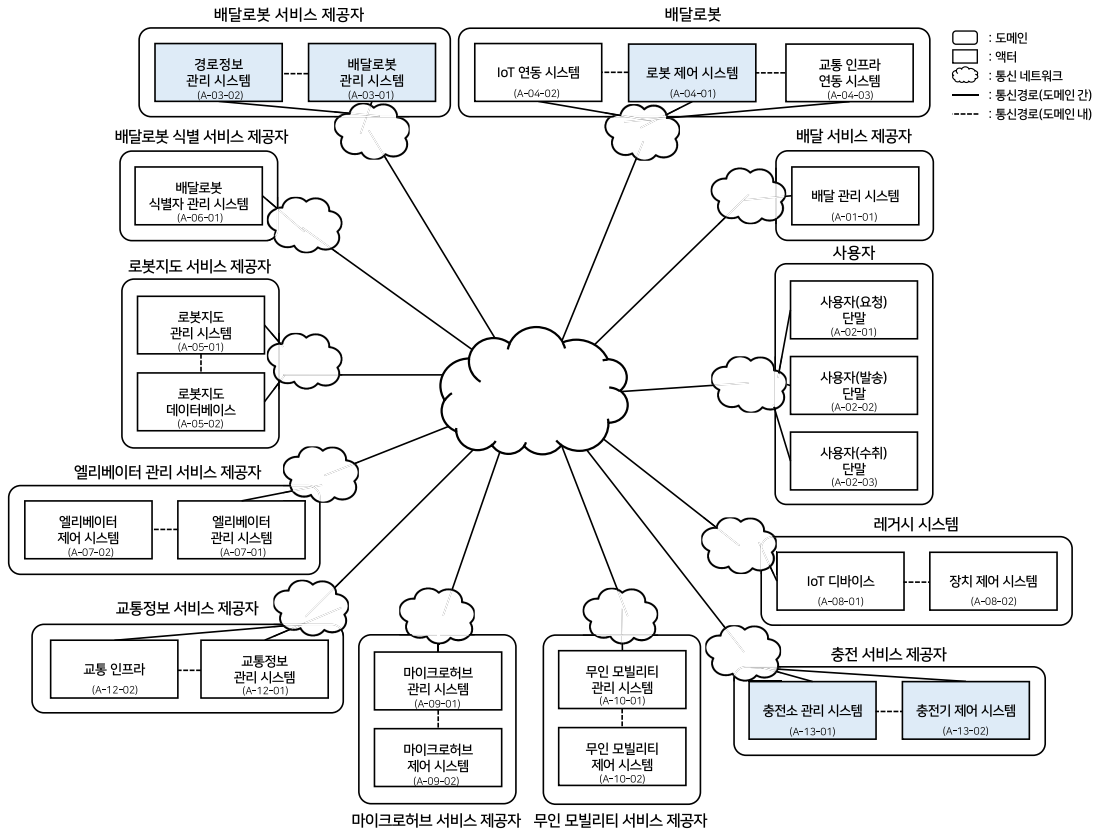 배달로봇 서비스 제공자
경로정보
관리 시스템
(A-03-02)
배달로봇
관리 시스템
(A-03-01)
배달로봇
IoT 연동 시스템
(A-04-02)
로봇 제어 시스템
(A-04-01)
교통 인프라
연동 시스템
(A-04-03)
: 도메인
: 액터
: 통신 네트워크
: 통신경로(도메인 간)
: 통신경로(도메인 내)
배달로봇 식별 서비스 제공자
배달로봇
식별자 관리 시스템
(A-06-01)
배달 서비스 제공자
배달 관리 시스템
(A-01-01)
로봇지도 서비스 제공자
로봇지도
관리 시스템
(A-05-01)
로봇지도
데이터베이스
(A-05-02)
사용자
사용자(요청)
단말
(A-02-01)
사용자(발송)
단말
(A-02-02)
사용자(수취)
단말
(A-02-03)
엘리베이터 관리 서비스 제공자
엘리베이터
제어 시스템
(A-07-02)
엘리베이터
관리 시스템
(A-07-01)
레거시 시스템
IoT 디바이스
(A-08-01)
장치 제어 시스템
(A-08-02)
교통정보 서비스 제공자
교통 인프라
(A-12-02)
교통정보
관리 시스템
(A-12-01)
마이크로허브
관리 시스템
(A-09-01)
마이크로허브
제어 시스템
(A-09-02)
마이크로허브 서비스 제공자
무인 모빌리티
관리 시스템
(A-10-01)
무인 모빌리티
제어 시스템
(A-10-02)
무인 모빌리티 서비스 제공자
충전 서비스 제공자
충전소 관리 시스템
(A-13-01)
충전기 제어 시스템
(A-13-02)